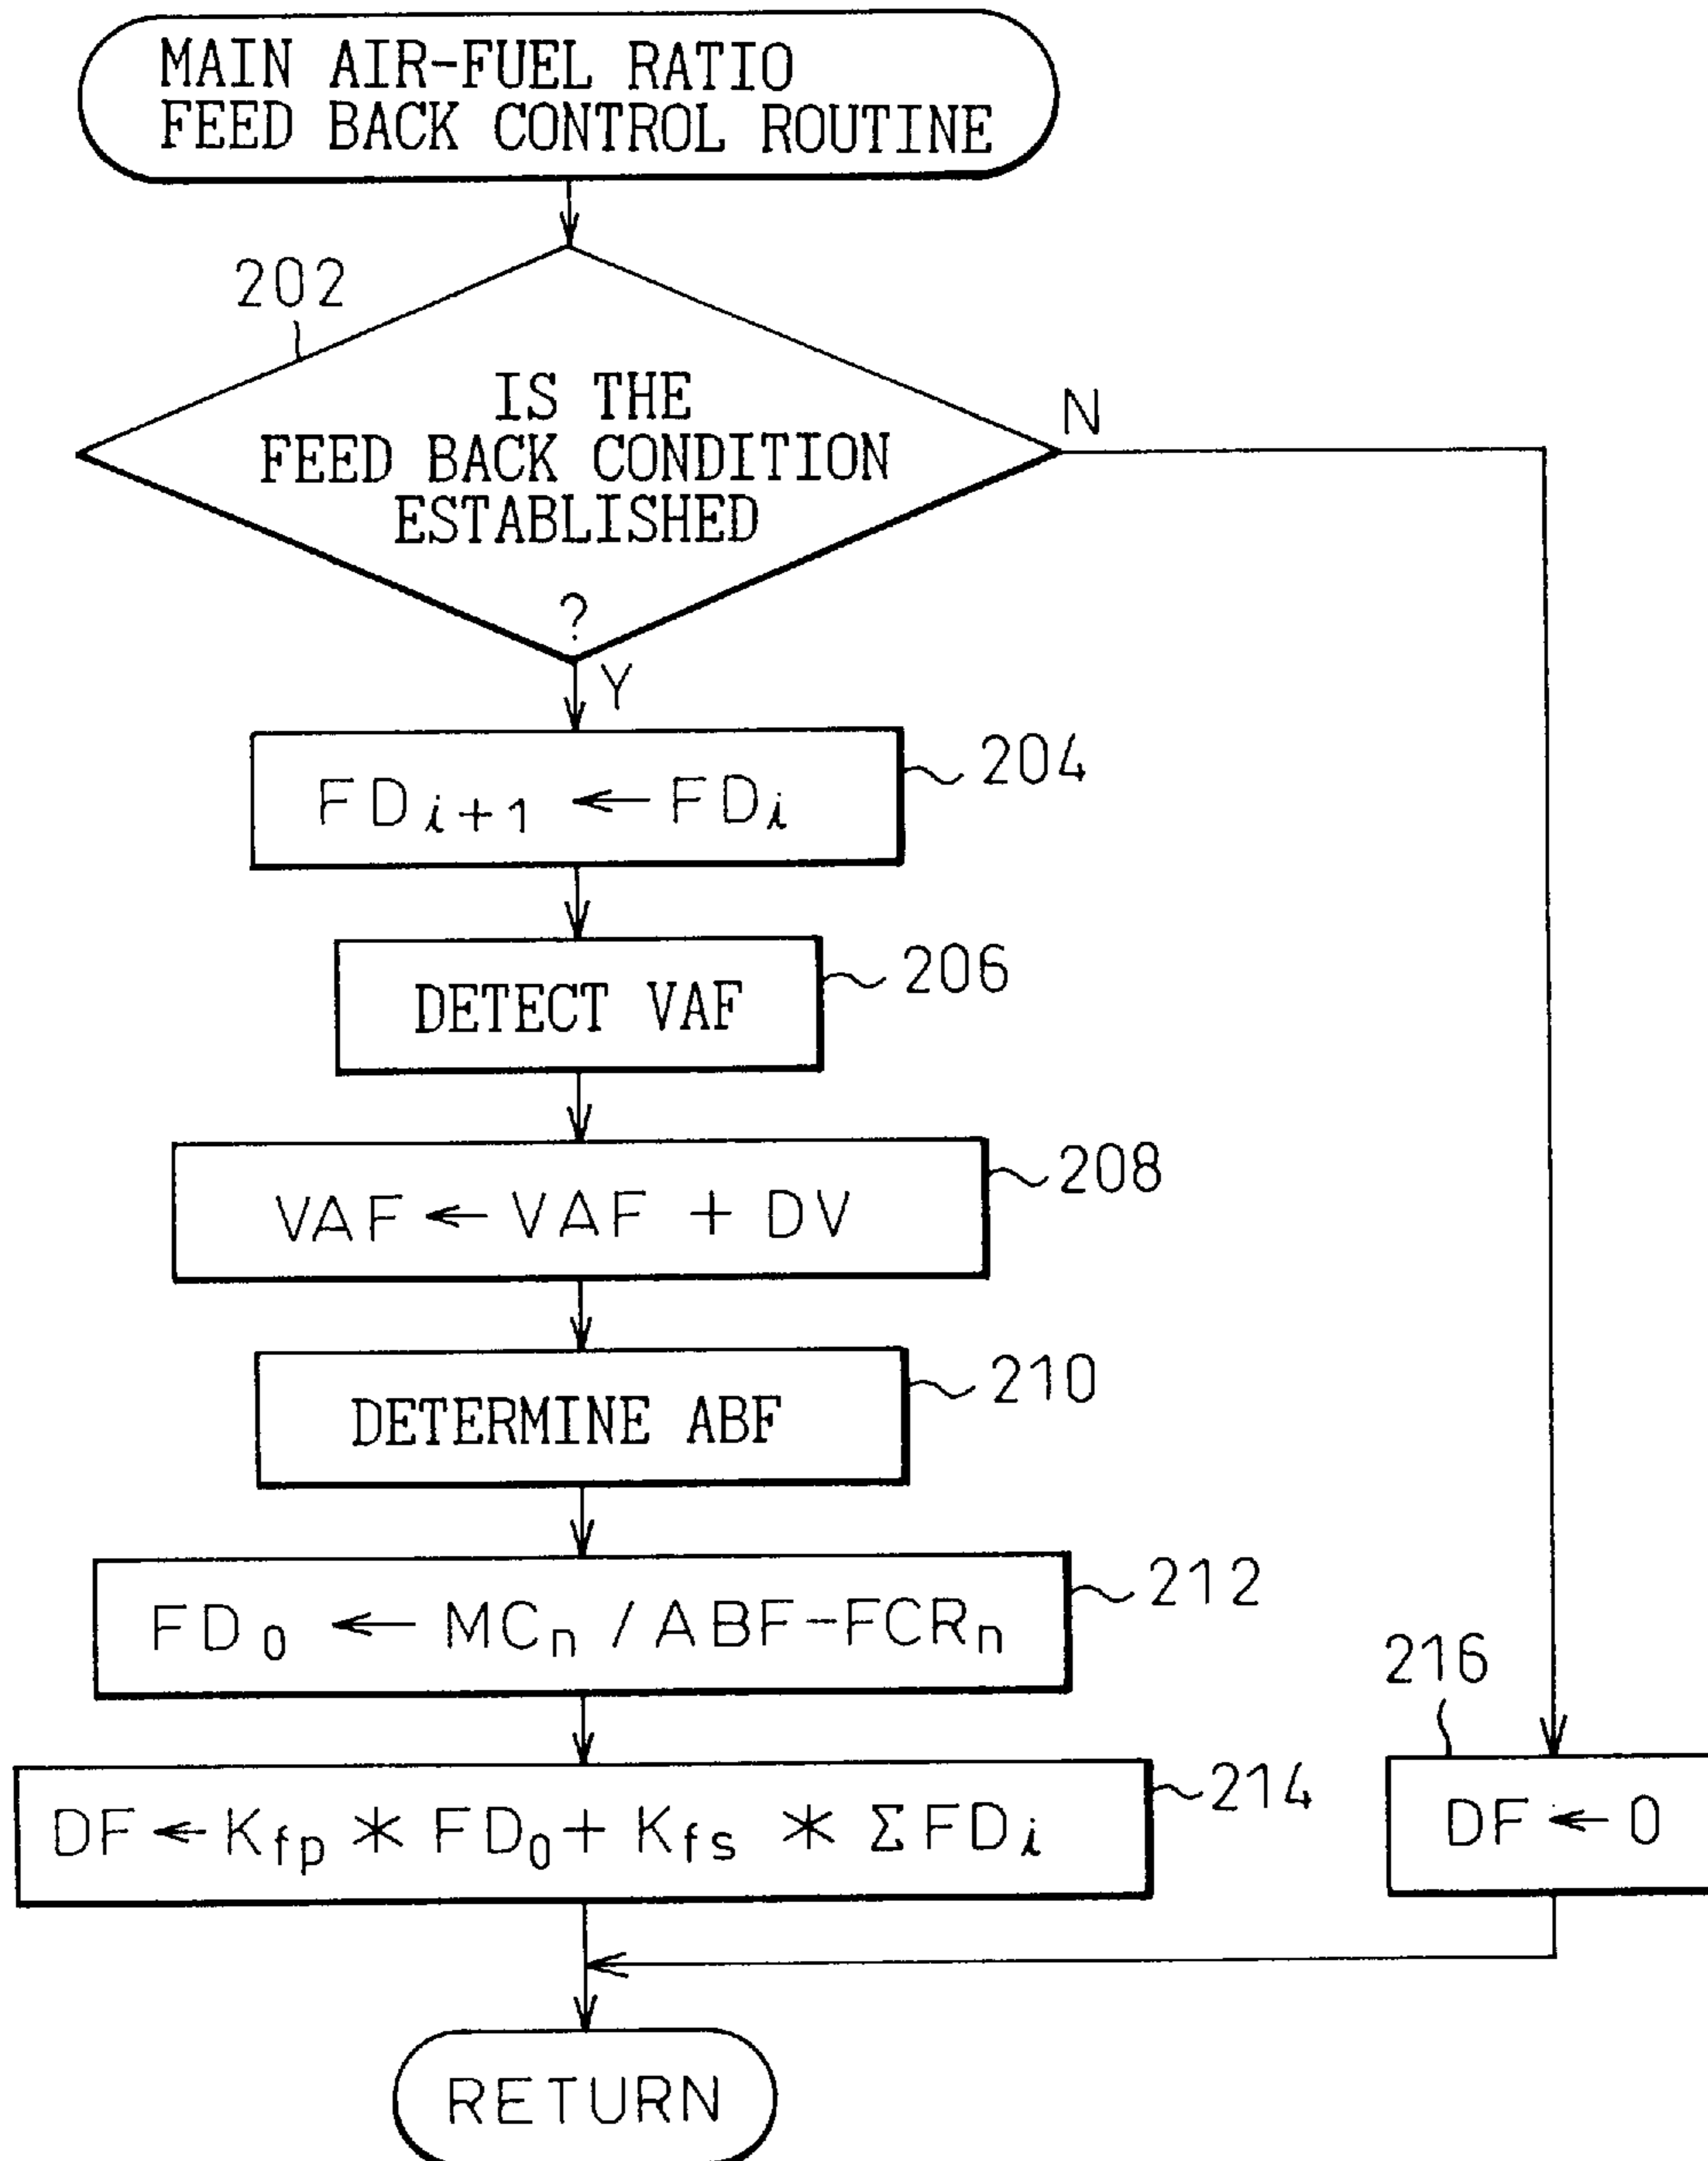 MAIN AIR-FUEL RATIO
FEED BACK CONTROL ROUTINE
202
IS THE
FEED BACK CONDITION
ESTABLISHED
?
N
Y
FDi+1 ← FDi
204
DETECT VAF
206
VAF ← VAF + DV
208
DETERMINE ABF
210
FD0 ← MCn / ABF-FCRn
212
DF ← Kfp * FD0 + Kfs * ΣFDi
214
216
DF ← 0
RETURN